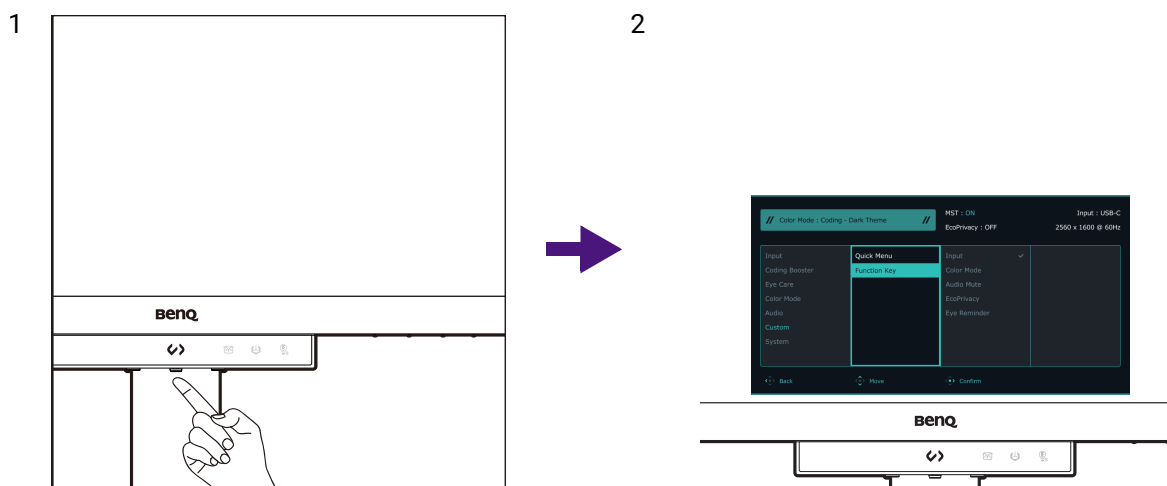 1
2
BenQ
// Color Mode : Coding - Dark Theme //
MST : ON
Input : USB-C
EcoPrivacy : OFF
2560 x 1600 @ 60Hz
Input
Coding Booster
Eye Care
Color Mode
Audio
Custom
System
Quick Menu
Function Key
Input
Color Mode
Audio Mute
EcoPrivacy
Eye Reminder
Back
Move
Confirm
BenQ